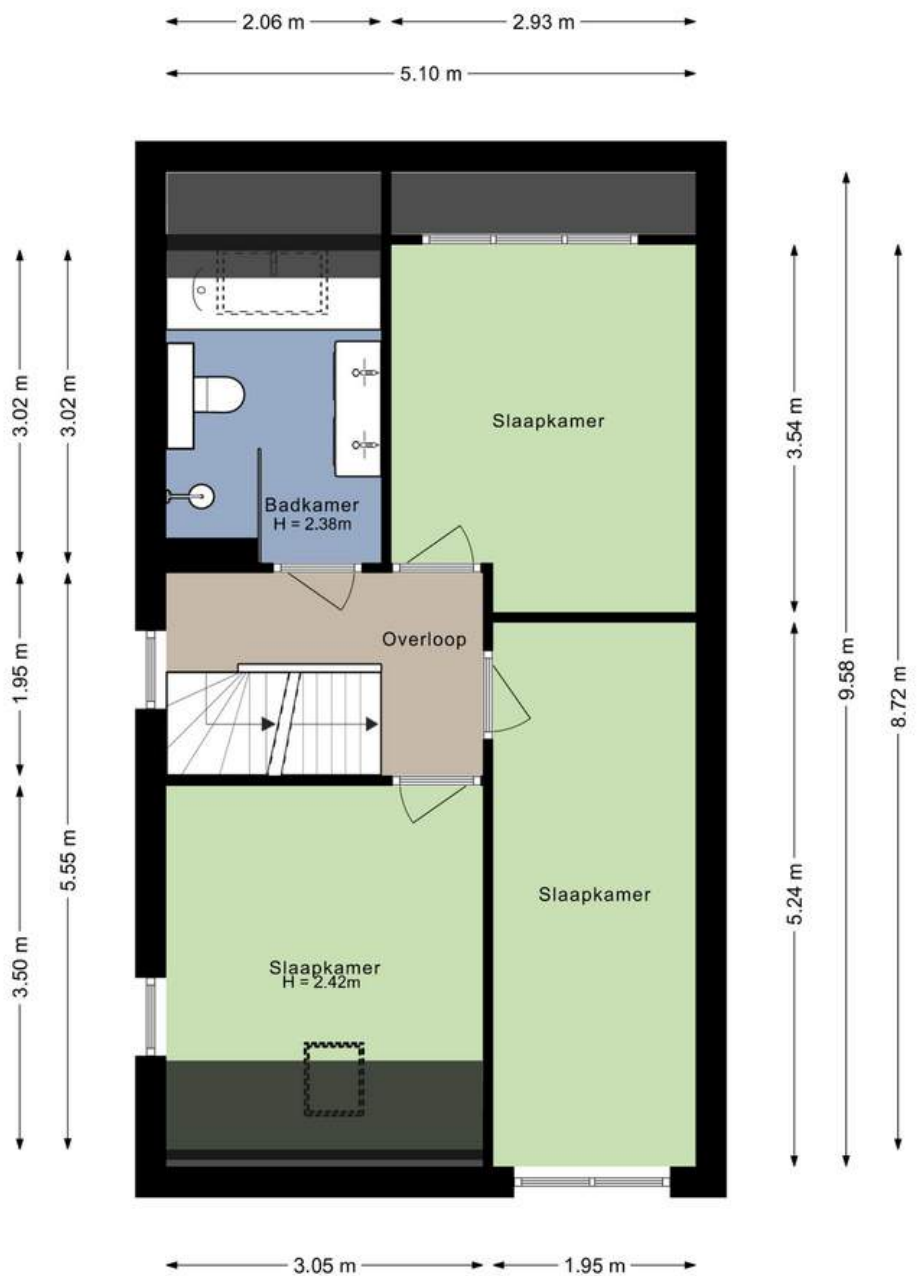 2.06 m
2.93 m
5.10 m
3.02 m
3.02 m
3.54 m
Slaapkamer
Badkamer
H = 2.38m
1.95 m
Overloop
9.58 m
8.72 m
5.55 m
5.24 m
3.50 m
Slaapkamer
Slaapkamer
H = 2.42m
3.05 m
1.95 m